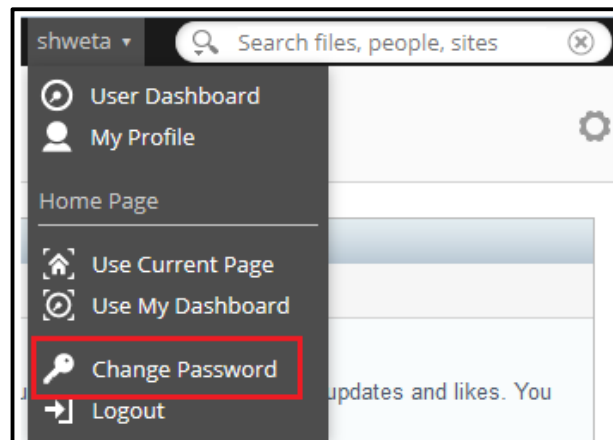 shweta Search files, people, sites
User Dashboard
My Profile
Home Page
Use Current Page
Use My Dashboard
Change Password
updates and likes. You
Logout